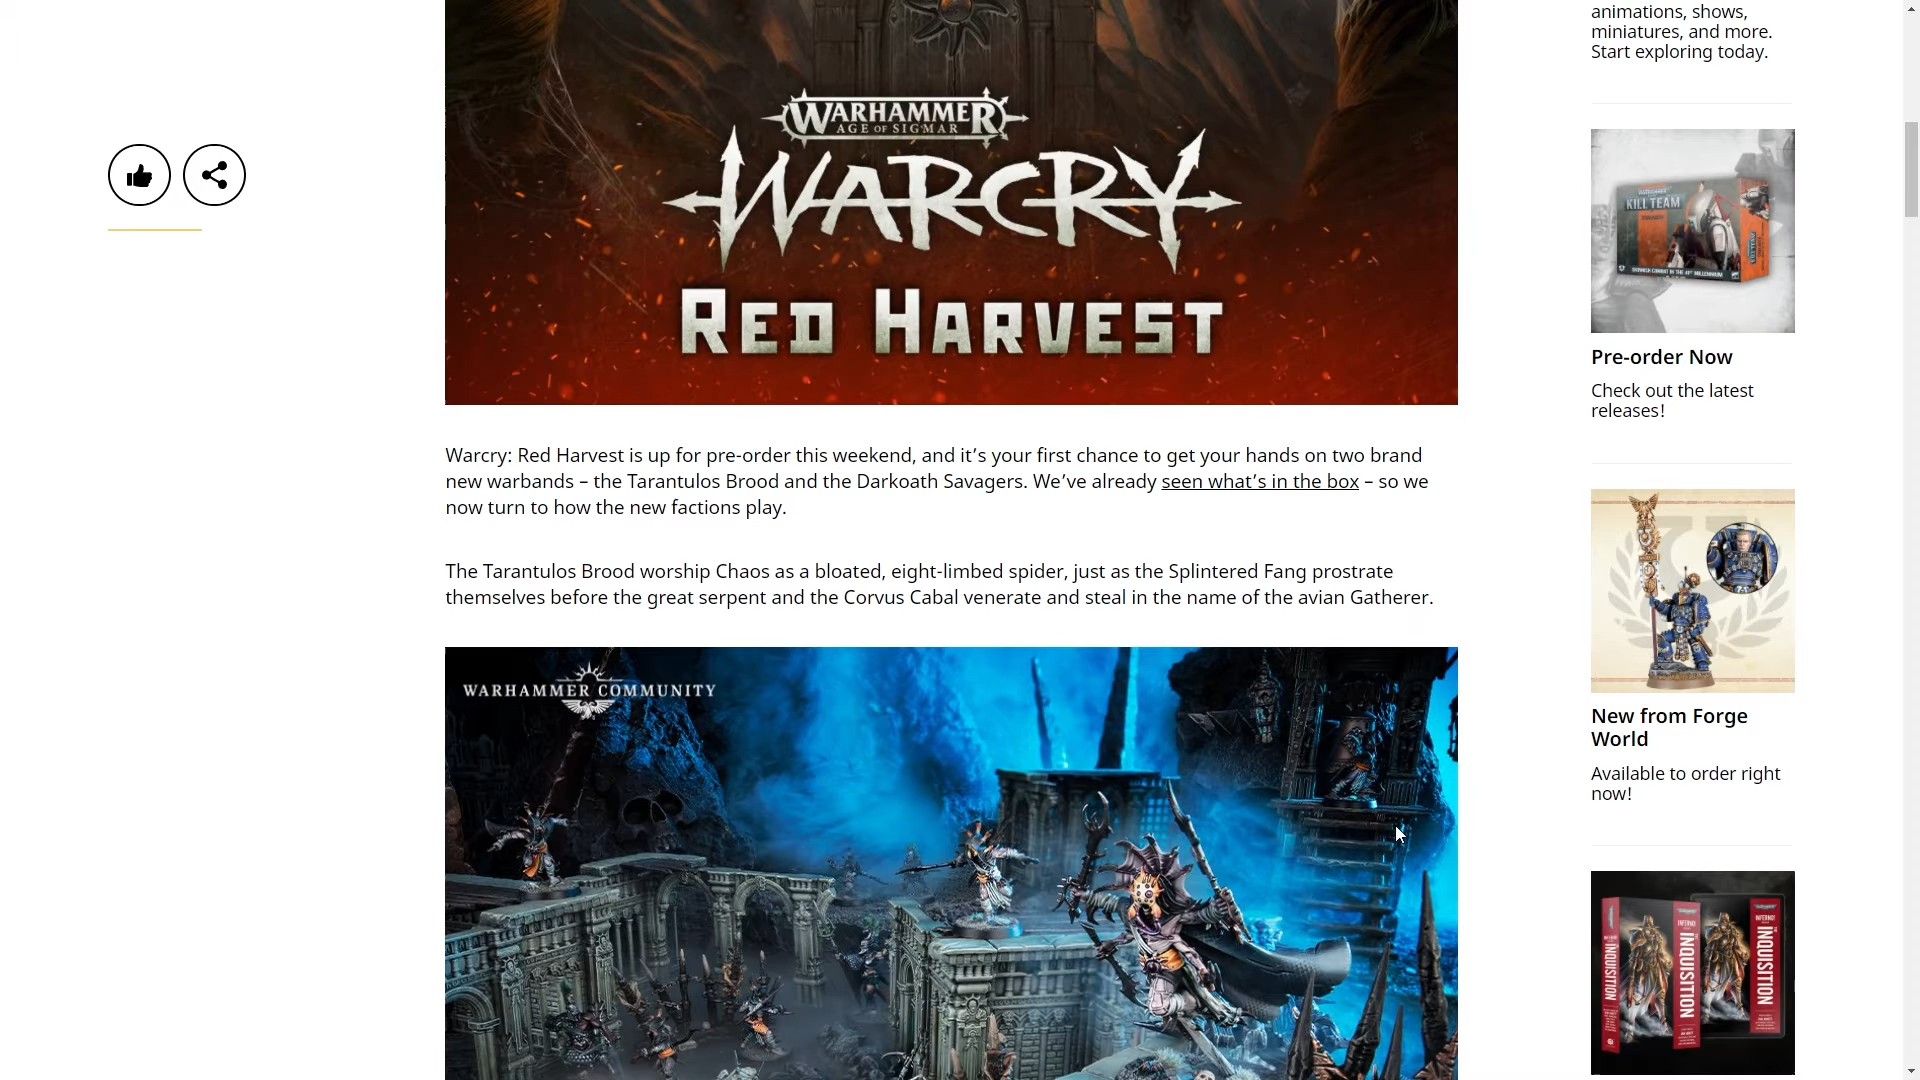 animations, shows,
miniatures, and more.
Start exploring today.
WARHAMMER
AGE OF SIGMAR
WARCRY
RED HARVEST
KILL TEAM
Pre-order Now
Check out the latest
releases!
Warcry: Red Harvest is up for pre-order this weekend, and it’s your first chance to get your hands on two brand
new warbands – the Tarantulos Brood and the Darkoath Savagers. We’ve already seen what’s in the box – so we
now turn to how the new factions play.
The Tarantulos Brood worship Chaos as a bloated, eight-limbed spider, just as the Splintered Fang prostrate
themselves before the great serpent and the Corvus Cabal venerate and steal in the name of the avian Gatherer.
WARHAMMER COMMUNITY
New from Forge
World
Available to order right
now!
INFERNO!
INQUISITION
INFERNO!
INQUISITION
INFERNO!
INQUISITION